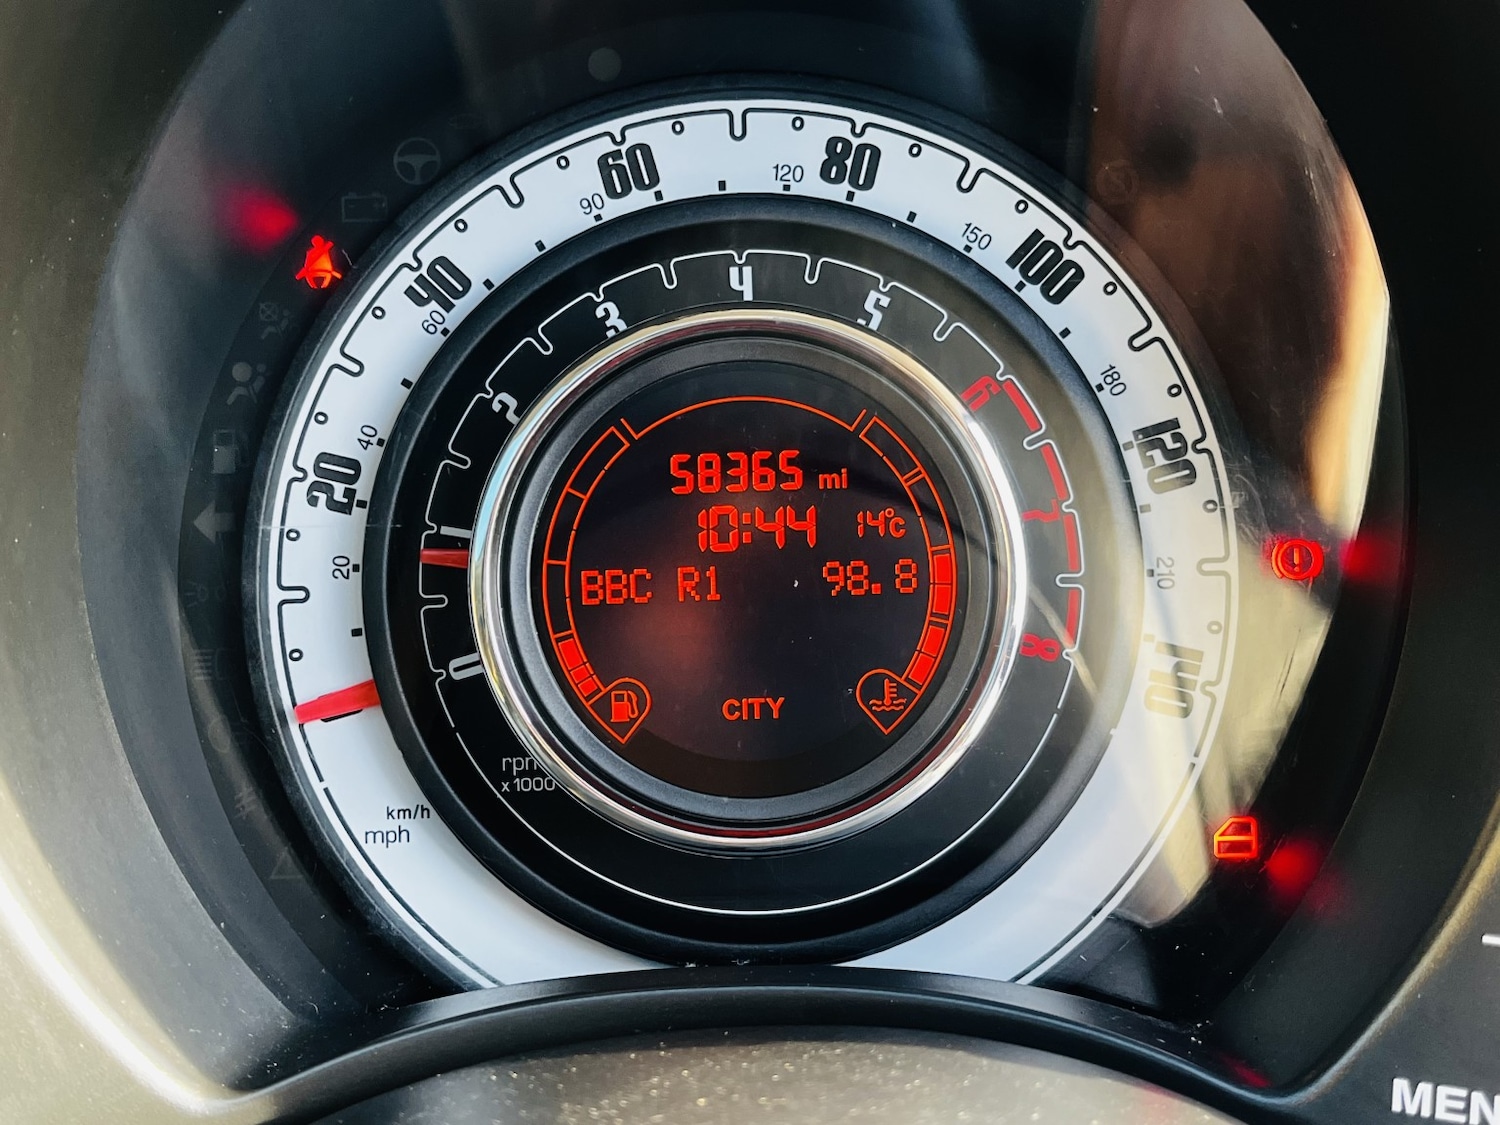 58365 mi
10:44 14°C
BBC R1 98.8
CITY
20 40 60 80 100 120 140
20 40 60 90 120 150 180 210
0 1 2 3 4 5 6 7 8
rpm
x 1000
km/h
mph
MEN